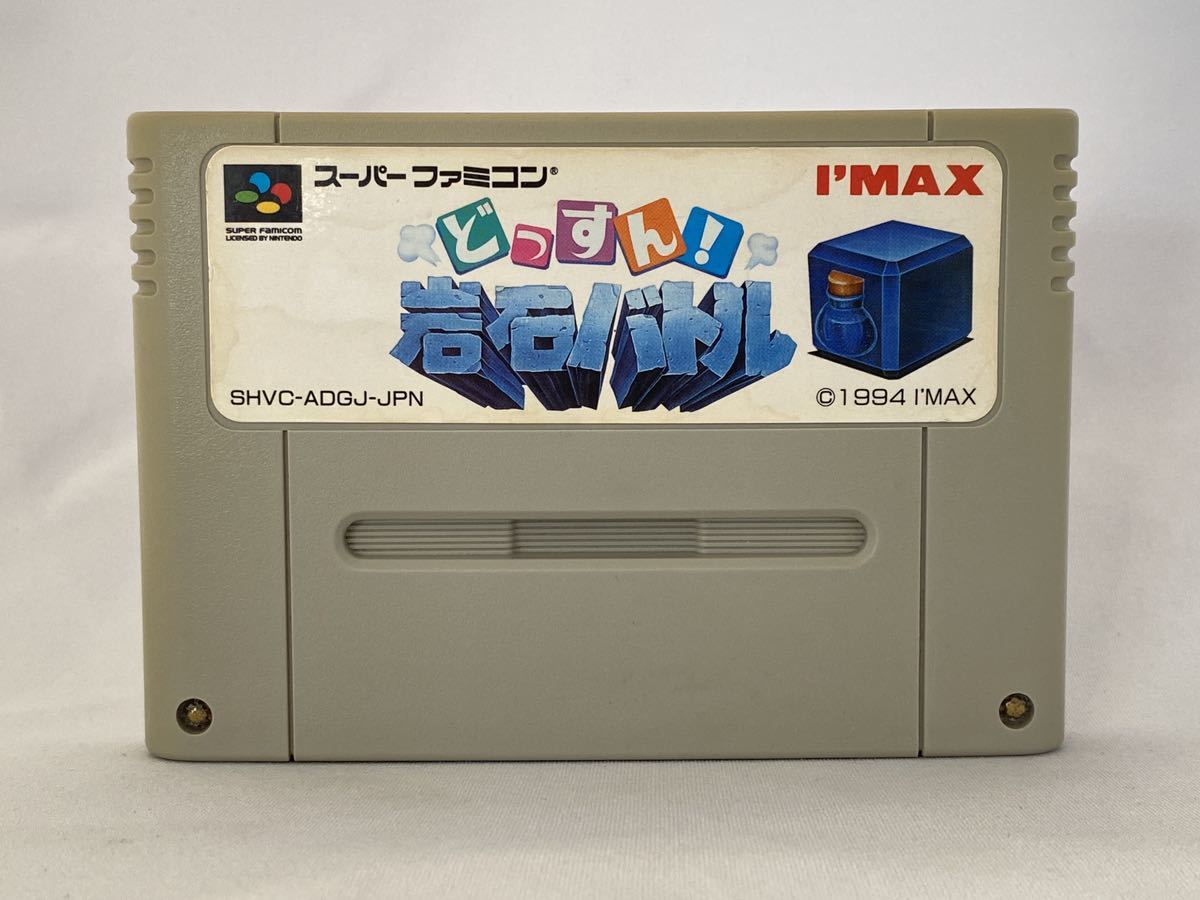 スーパーファミコン®
I'MAX
SUPER FAMICOM
LICENSED BY NINTENDO
どっすん!
岩石バトル
SHVC-ADGJ-JPN
©1994 I'MAX